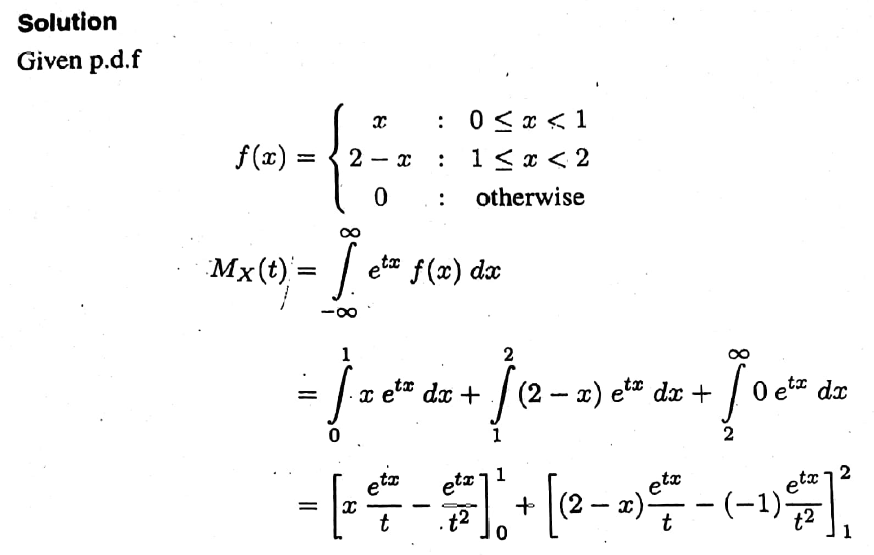 Solution
Given p.d.f
f(x) = { x : 0 ≤ x < 1
2 − x : 1 ≤ x < 2
0 : otherwise
M_X(t) = ∫_{−∞}^{∞} e^{tx} f(x) dx
= ∫_0^1 x e^{tx} dx + ∫_1^2 (2 − x) e^{tx} dx + ∫_2^∞ 0 e^{tx} dx
= [x e^{tx}/t − e^{tx}/t^2]_0^1 + [(2 − x) e^{tx}/t − (−1) e^{tx}/t^2]_1^2